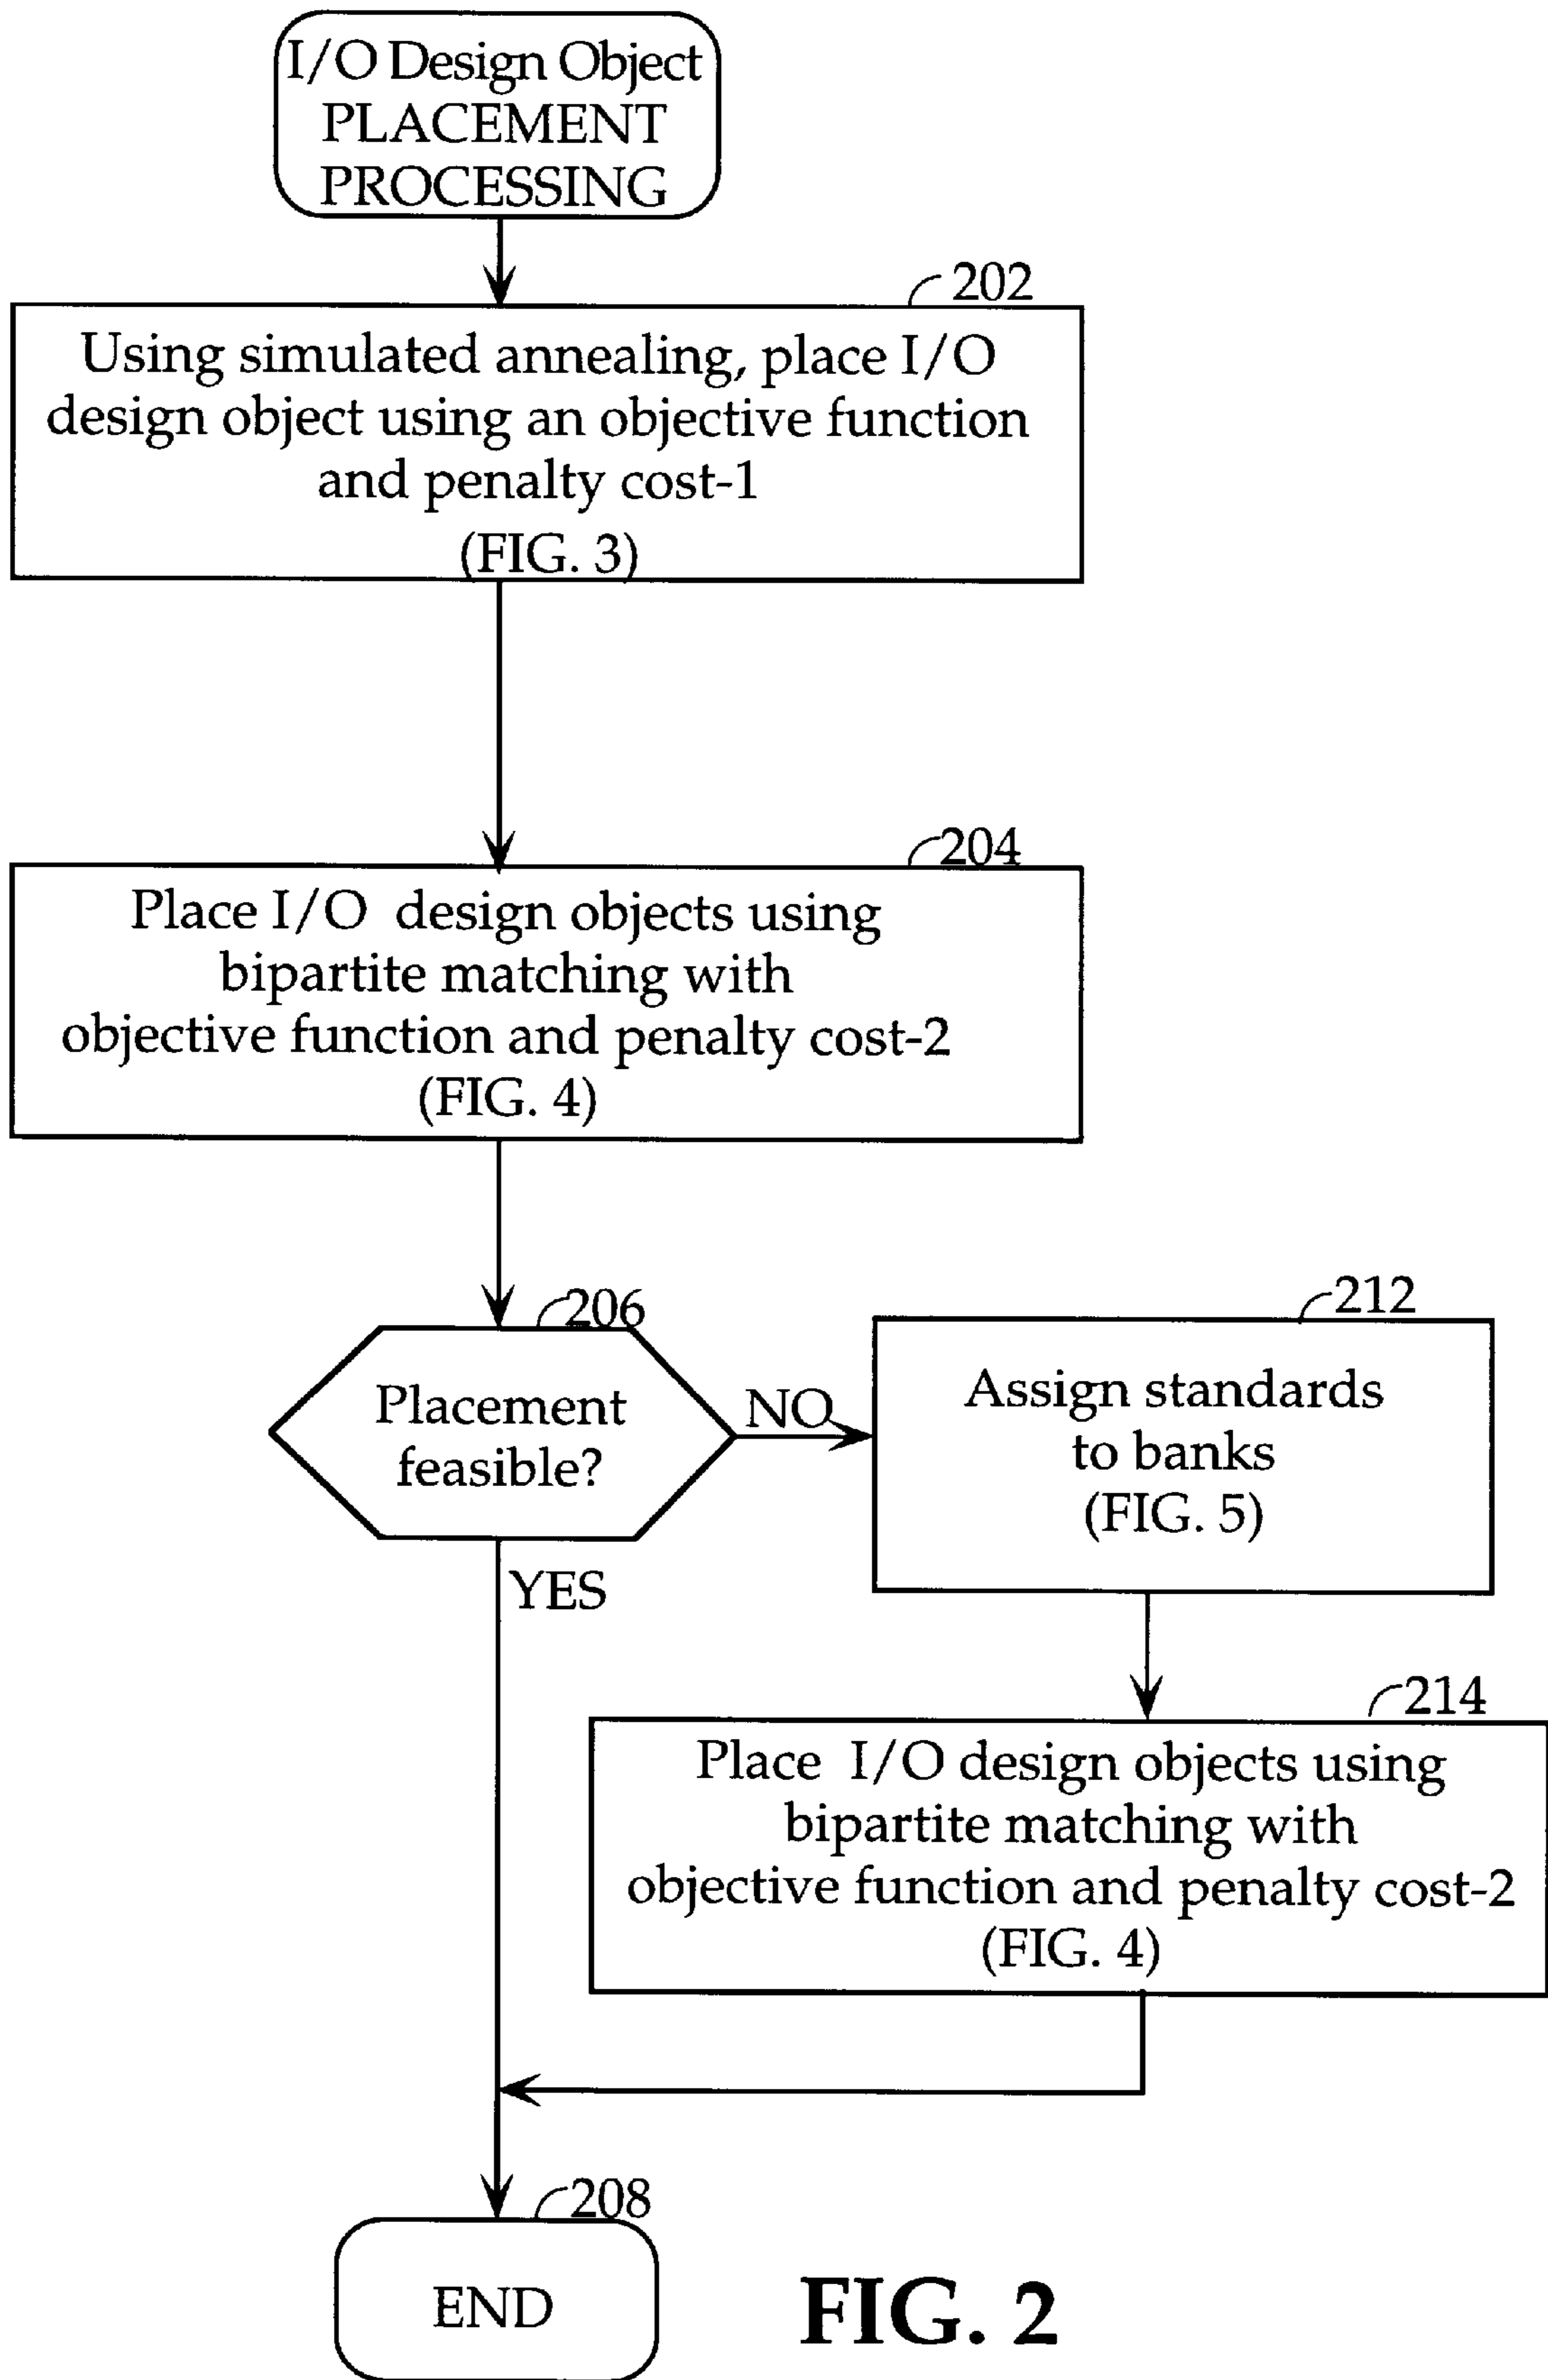 I/O Design Object
PLACEMENT
PROCESSING
202
Using simulated annealing, place I/O
design object using an objective function
and penalty cost-1
(FIG. 3)
204
Place I/O design objects using
bipartite matching with
objective function and penalty cost-2
(FIG. 4)
206
Placement
feasible?
NO
YES
212
Assign standards
to banks
(FIG. 5)
214
Place I/O design objects using
bipartite matching with
objective function and penalty cost-2
(FIG. 4)
208
END
FIG. 2